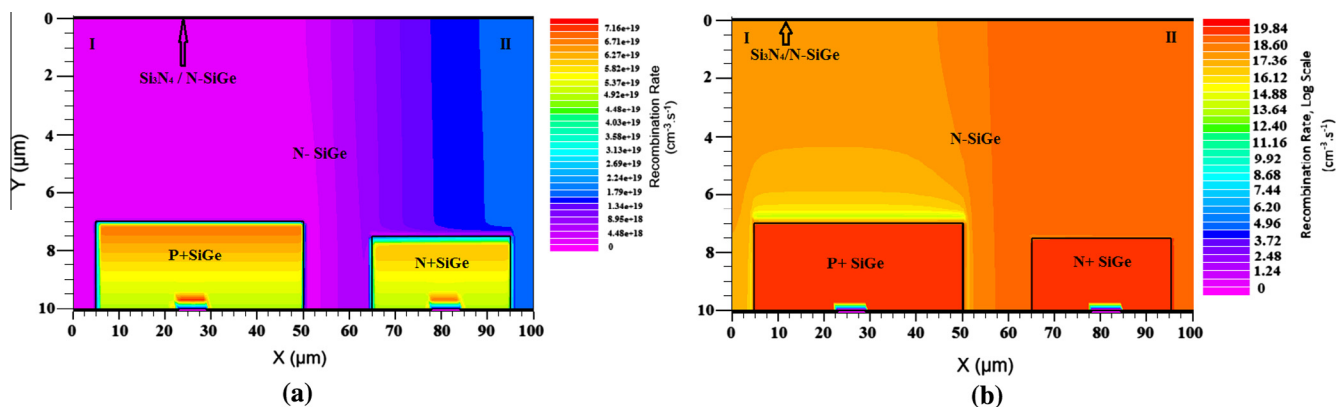 0
2
4
6
8
10
Y (µm)
I
II
Si₃N₄ / N-SiGe
N- SiGe
P+SiGe
N+SiGe
0 10 20 30 40 50 60 70 80 90 100
X (µm)
(a)
7.16e+19
6.71e+19
6.27e+19
5.82e+19
5.37e+19
4.92e+19
4.48e+19
4.03e+19
3.58e+19
3.13e+19
2.69e+19
2.24e+19
1.79e+19
1.34e+19
8.95e+18
4.48e+18
0
Recombination Rate
(cm⁻³.s⁻¹)
0
2
4
6
8
10
I
II
Si₃N₄/N-SiGe
N-SiGe
P+ SiGe
N+ SiGe
0 10 20 30 40 50 60 70 80 90 100
X (µm)
(b)
19.84
18.60
17.36
16.12
14.88
13.64
12.40
11.16
9.92
8.68
7.44
6.20
4.96
3.72
2.48
1.24
0
Recombination Rate, Log Scale
(cm⁻³.s⁻¹)